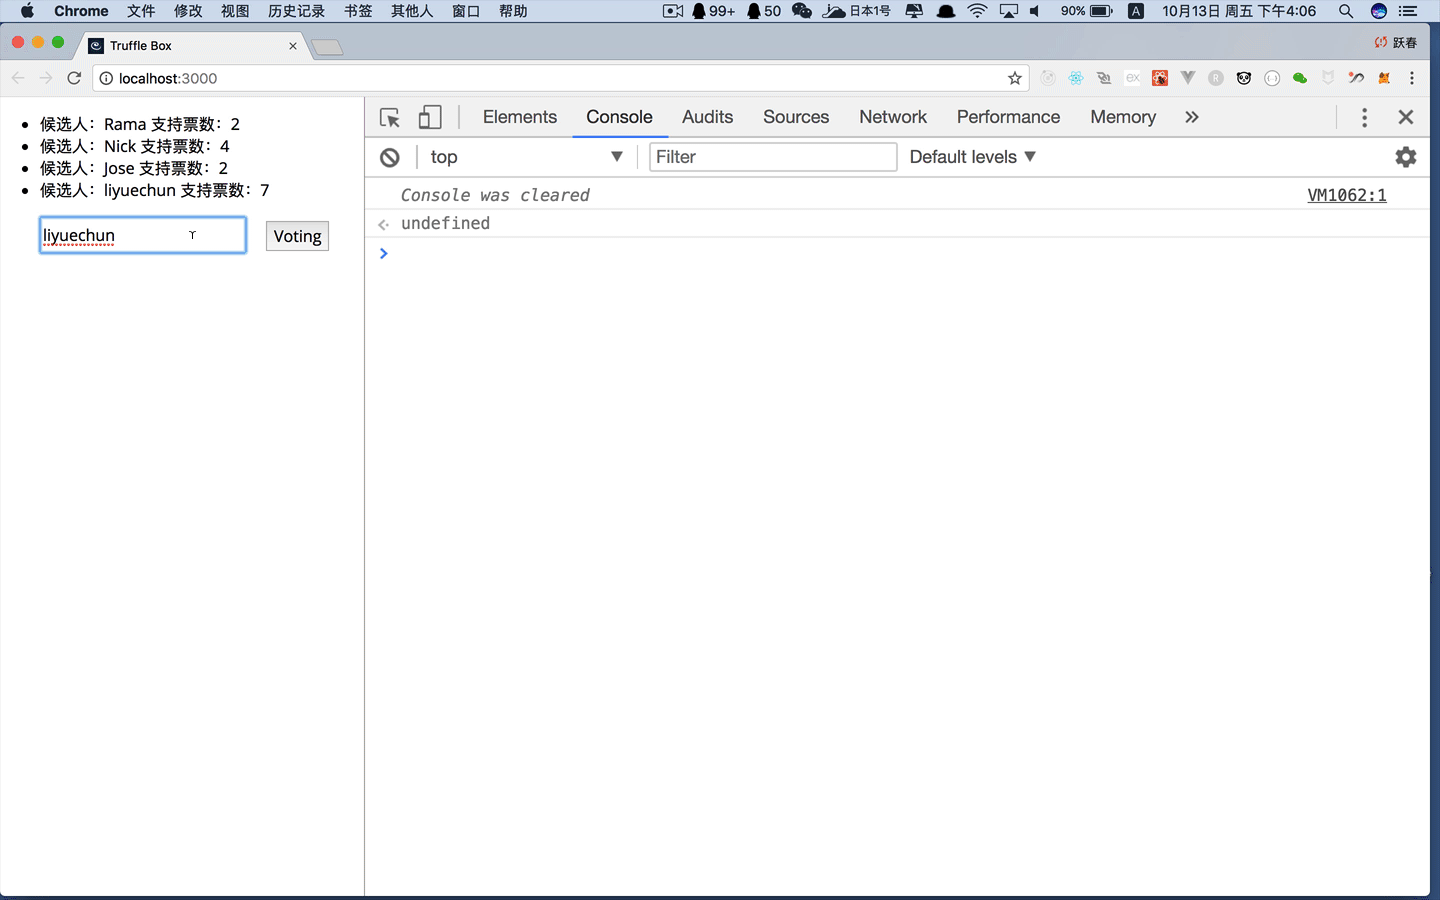 Chrome 文件 修改 视图 历史记录 书签 其他人 窗口 帮助 99+ 50 日本1号 90% A 10月13日 周五 下午4:06
Truffle Box 跃春
localhost:3000
候选人：Rama 支持票数：2
候选人：Nick 支持票数：4
候选人：Jose 支持票数：2
候选人：liyuechun 支持票数：7
liyuechun Voting
Elements Console Audits Sources Network Performance Memory
top Filter Default levels
Console was cleared VM1062:1
undefined